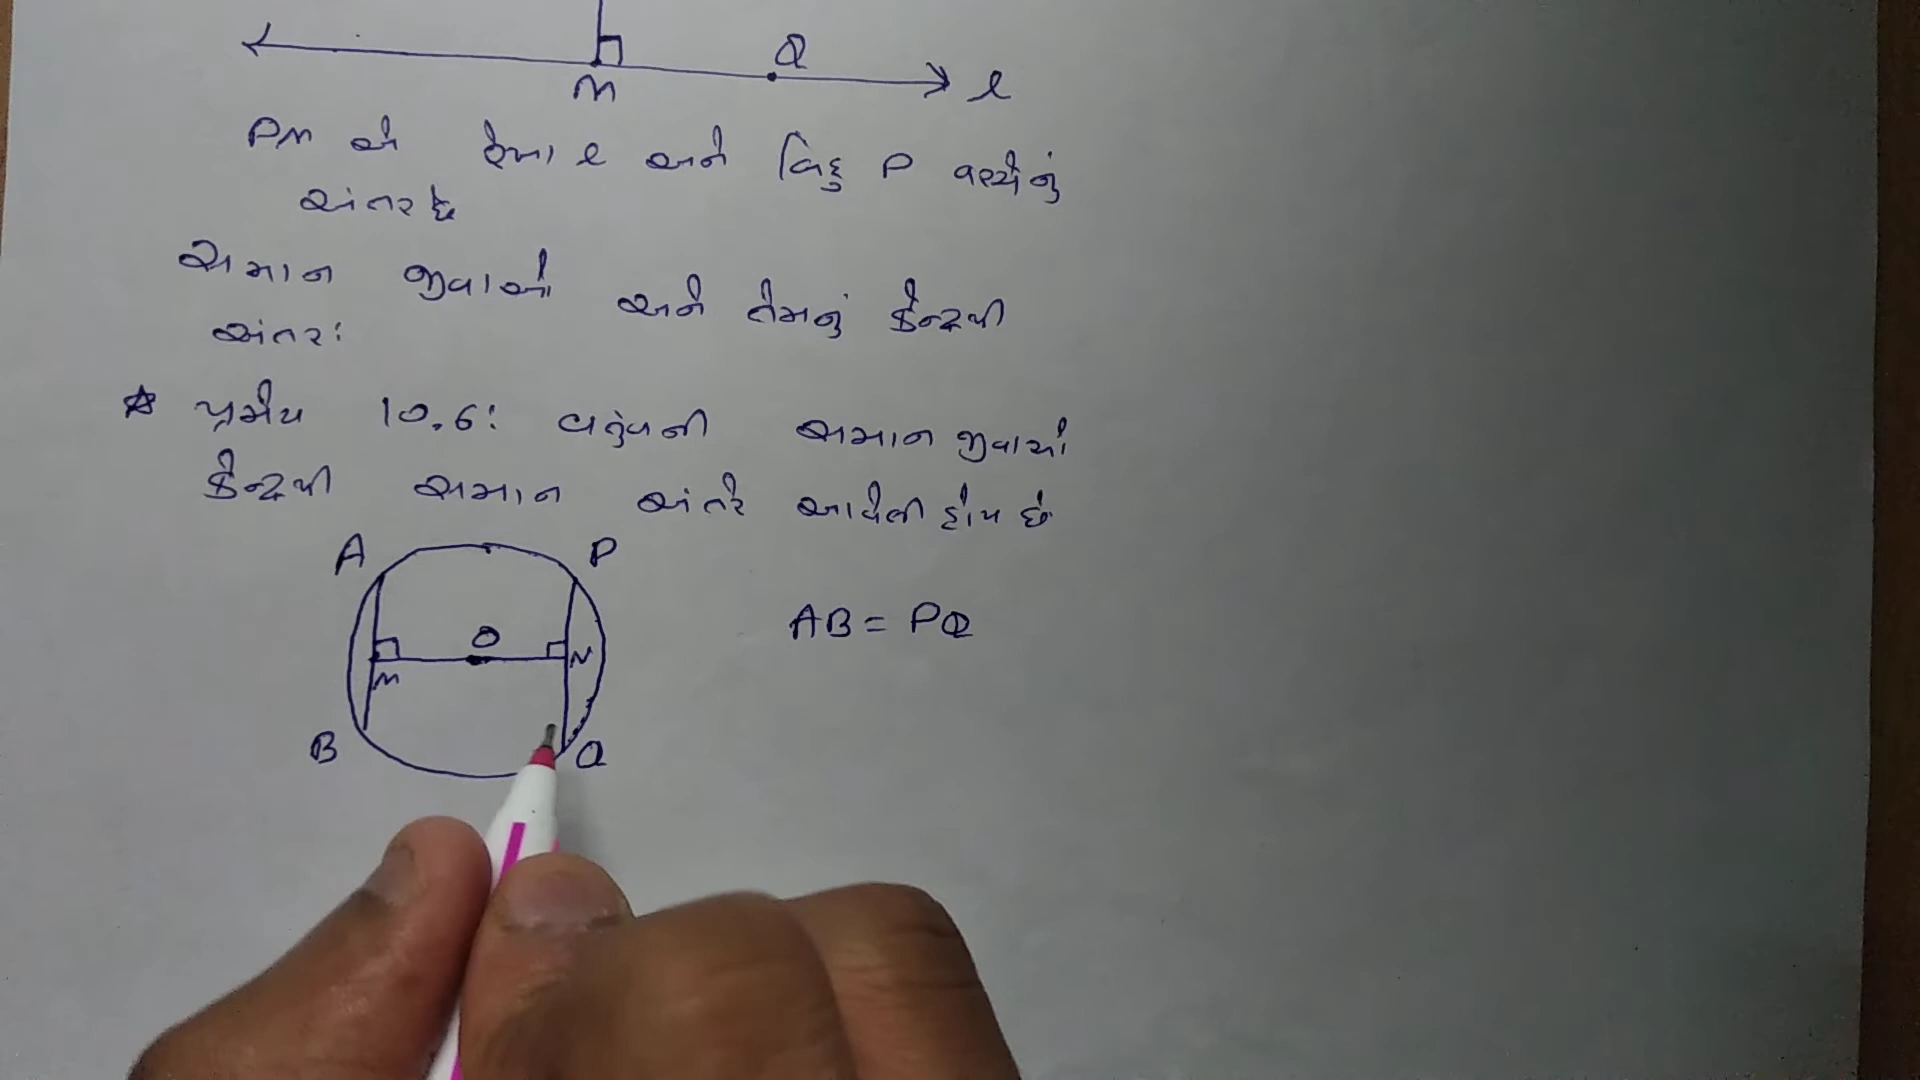 Q
M l
PM એ રેખા l અને બિંદુ P વચ્ચેનું
અંતર છે
સમાન જીવાઓ અને તેમનું કેન્દ્રથી
અંતર:
પ્રમેય 10.6: વર્તુળની સમાન જીવાઓ
કેન્દ્રથી સમાન અંતરે આવેલી હોય છે
A P
AB = PQ
O
M N
B Q